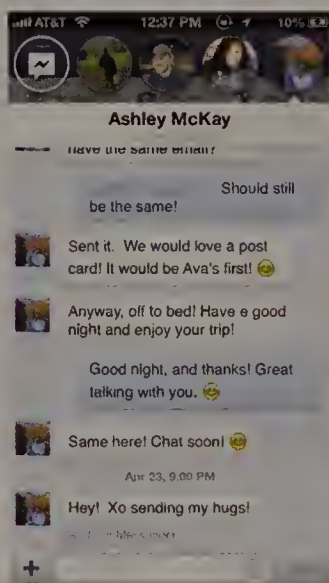 AT&T 12:37 PM 10%
Ashley McKay
have the same email?
Should still
be the same!
Sent it. We would love a post
card! It would be Ava's first!
Anyway, off to bed! Have e good
night and enjoy your trip!
Good night, and thanks! Great
talking with you.
Same here! Chat soon!
Apr 23, 9:00 PM
Hey! Xo sending my hugs!